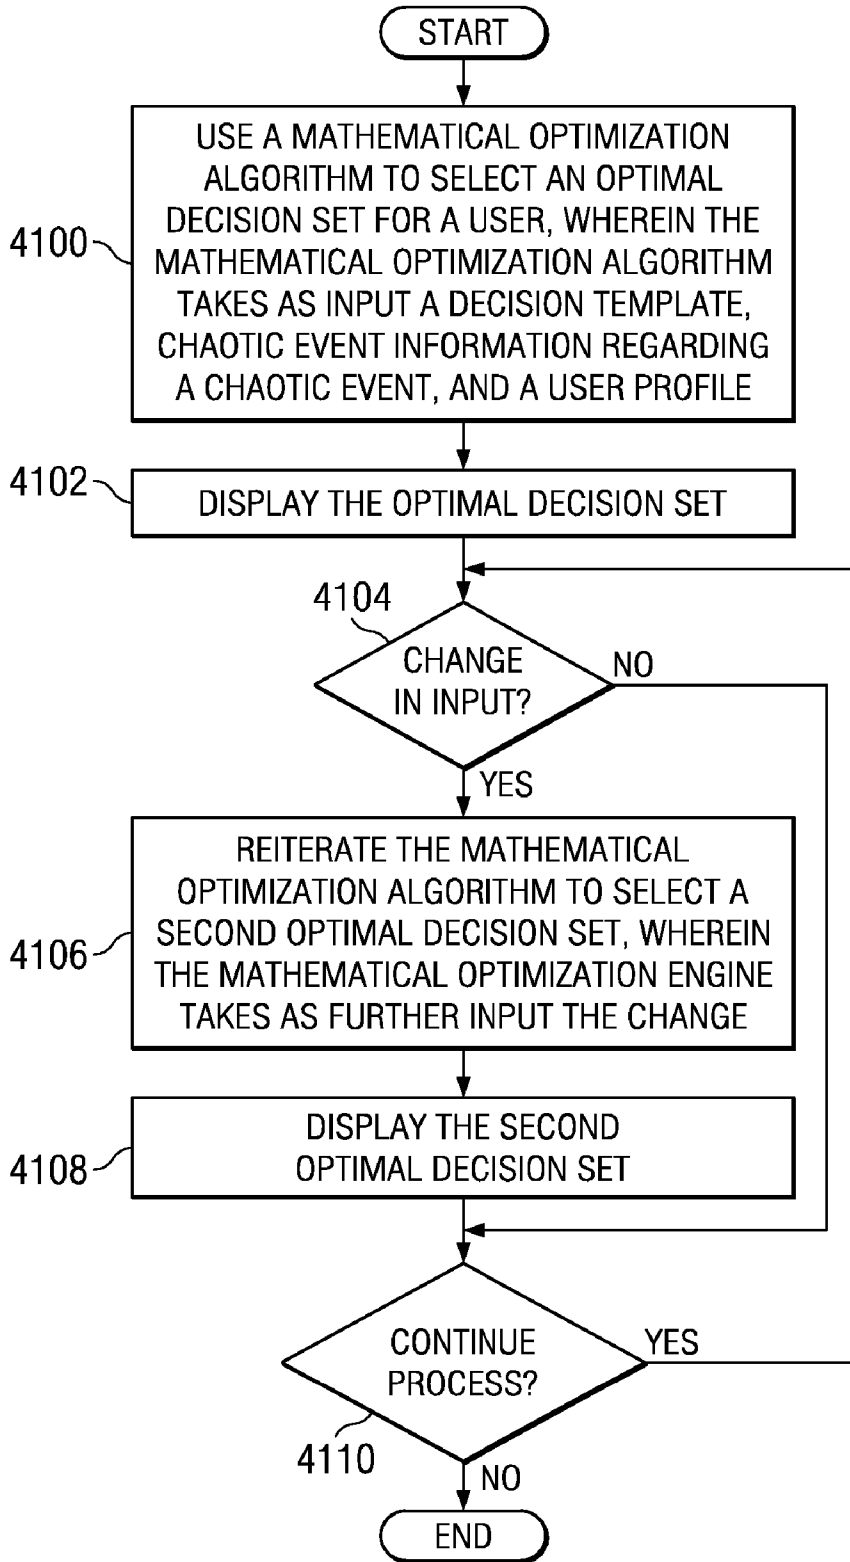 START
USE A MATHEMATICAL OPTIMIZATION
ALGORITHM TO SELECT AN OPTIMAL
DECISION SET FOR A USER, WHEREIN THE
MATHEMATICAL OPTIMIZATION ALGORITHM
TAKES AS INPUT A DECISION TEMPLATE,
CHAOTIC EVENT INFORMATION REGARDING
A CHAOTIC EVENT, AND A USER PROFILE
4100
4102
DISPLAY THE OPTIMAL DECISION SET
4104
CHANGE
IN INPUT?
NO
YES
REITERATE THE MATHEMATICAL
OPTIMIZATION ALGORITHM TO SELECT A
SECOND OPTIMAL DECISION SET, WHEREIN
THE MATHEMATICAL OPTIMIZATION ENGINE
TAKES AS FURTHER INPUT THE CHANGE
4106
DISPLAY THE SECOND
OPTIMAL DECISION SET
4108
CONTINUE
PROCESS?
YES
4110
NO
END